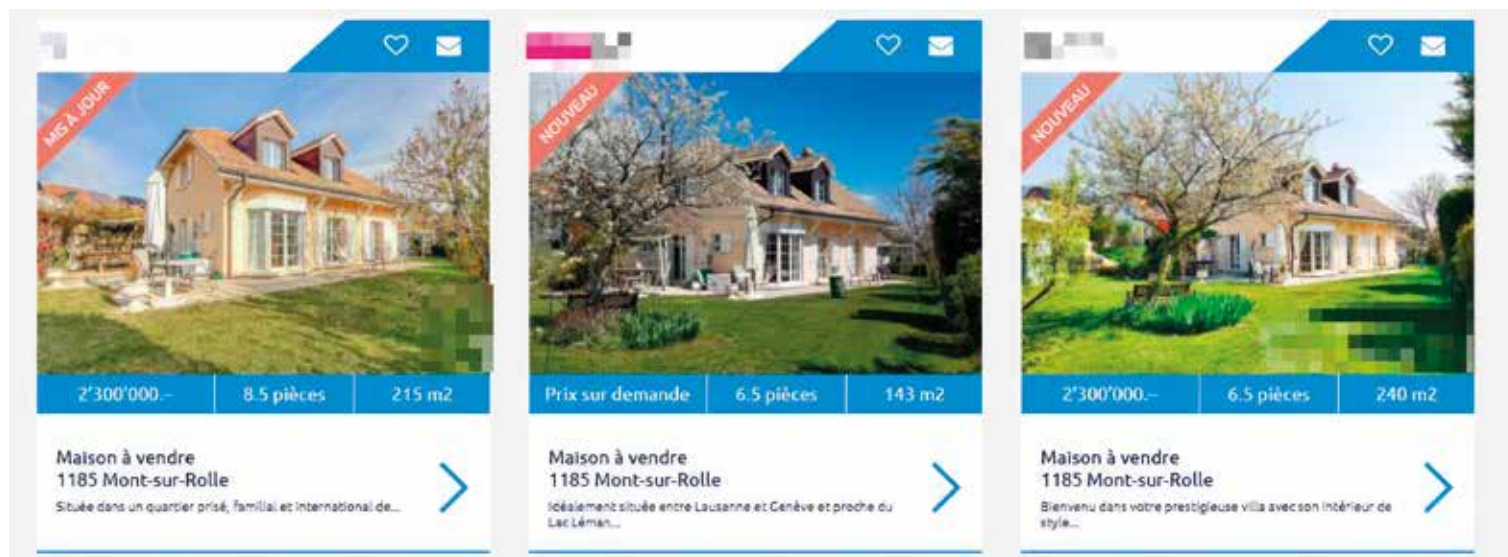 MIS À JOUR
2'300'000.–
8.5 pièces
215 m2
Maison à vendre
1185 Mont-sur-Rolle
Située dans un quartier prisé, familial et international de...
NOUVEAU
Prix sur demande
6.5 pièces
143 m2
Maison à vendre
1185 Mont-sur-Rolle
Idéalement située entre Lausanne et Genève et proche du
Lac Léman...
NOUVEAU
2'300'000.–
6.5 pièces
240 m2
Maison à vendre
1185 Mont-sur-Rolle
Bienvenu dans votre prestigieuse villa avec son intérieur de
style...